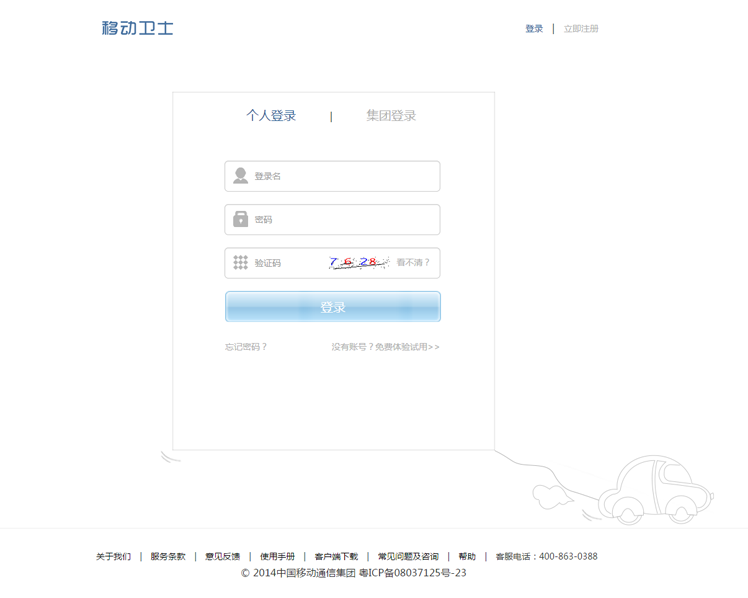 移动卫士
登录 | 立即注册
个人登录 | 集团登录
登录名
密码
验证码 7628 看不清？
登录
忘记密码？ 没有账号？免费体验试用>>
关于我们 | 服务条款 | 意见反馈 | 使用手册 | 客户端下载 | 常见问题及咨询 | 帮助 | 客服电话：400-863-0388
© 2014中国移动通信集团 粤ICP备08037125号-23